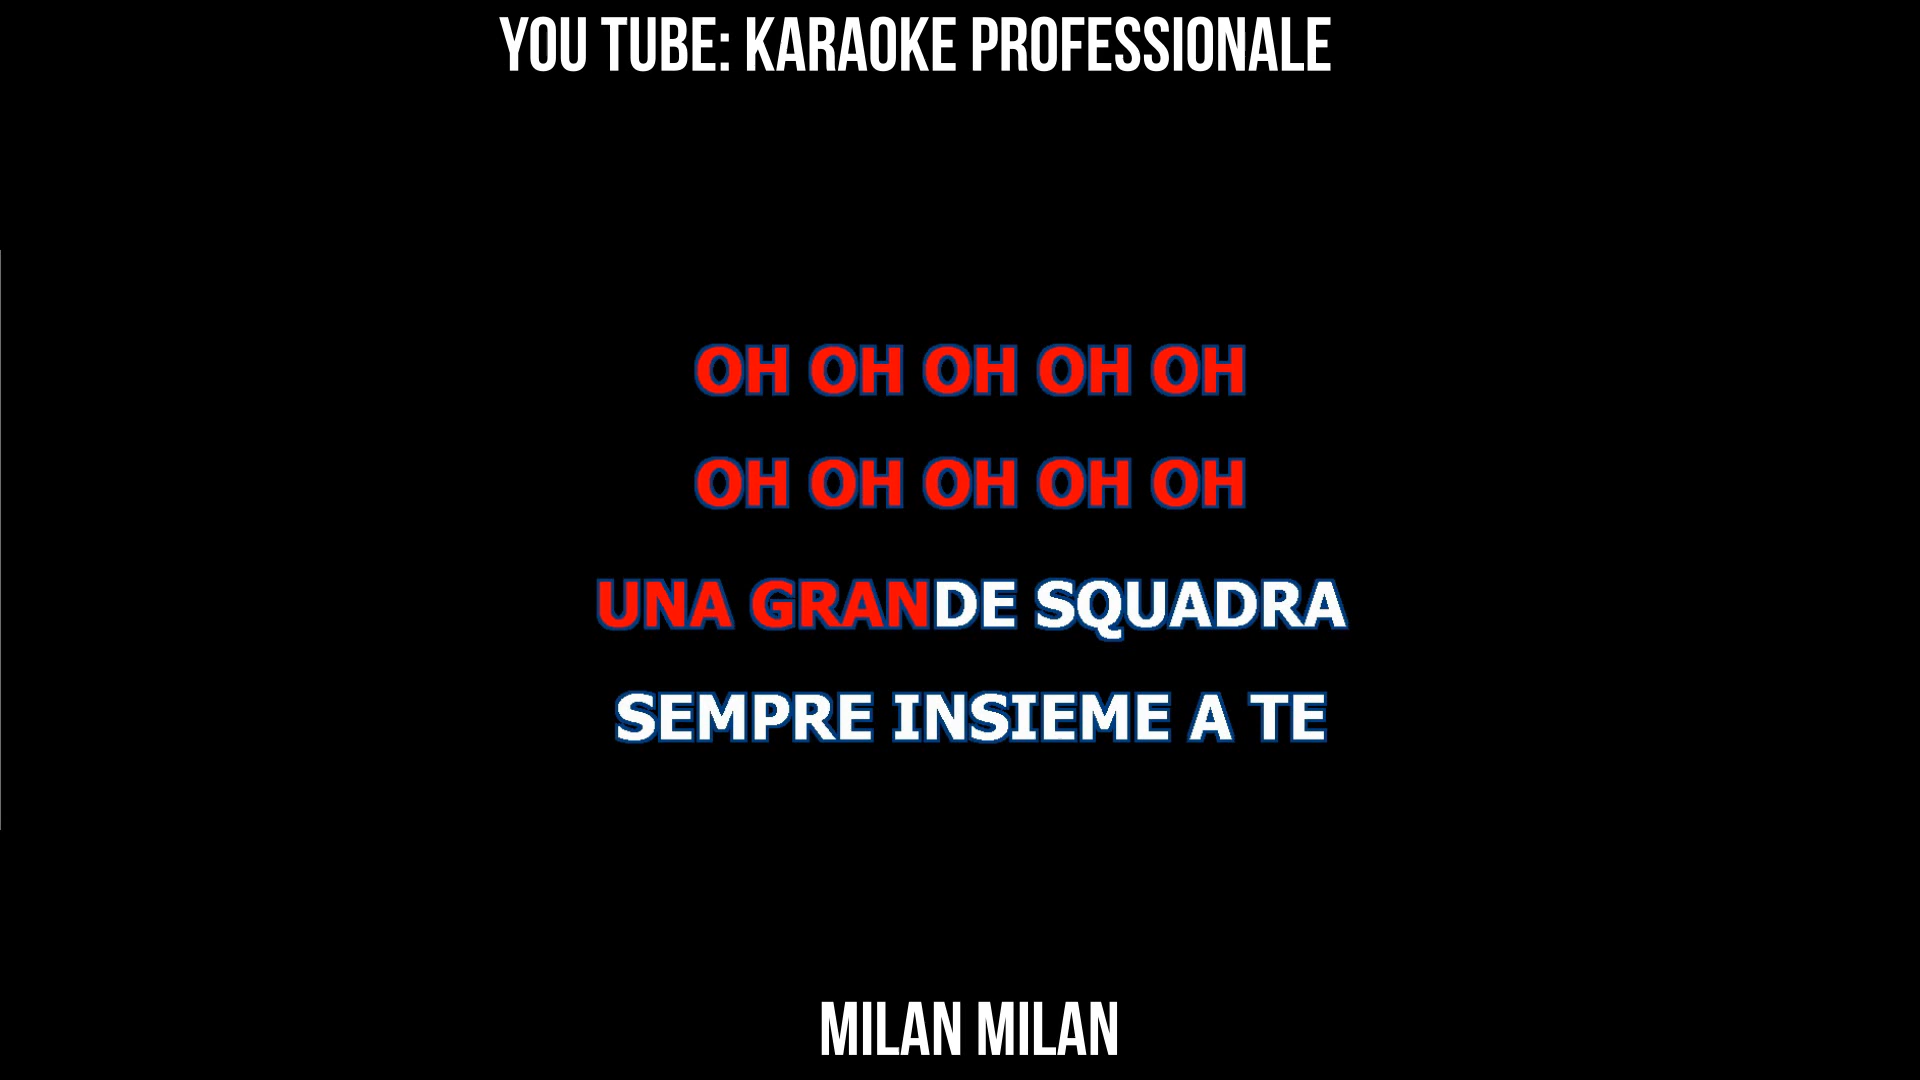 YOU TUBE: KARAOKE PROFESSIONALE
OH OH OH OH OH
OH OH OH OH OH
UNA GRANDE SQUADRA
SEMPRE INSIEME A TE
MILAN MILAN